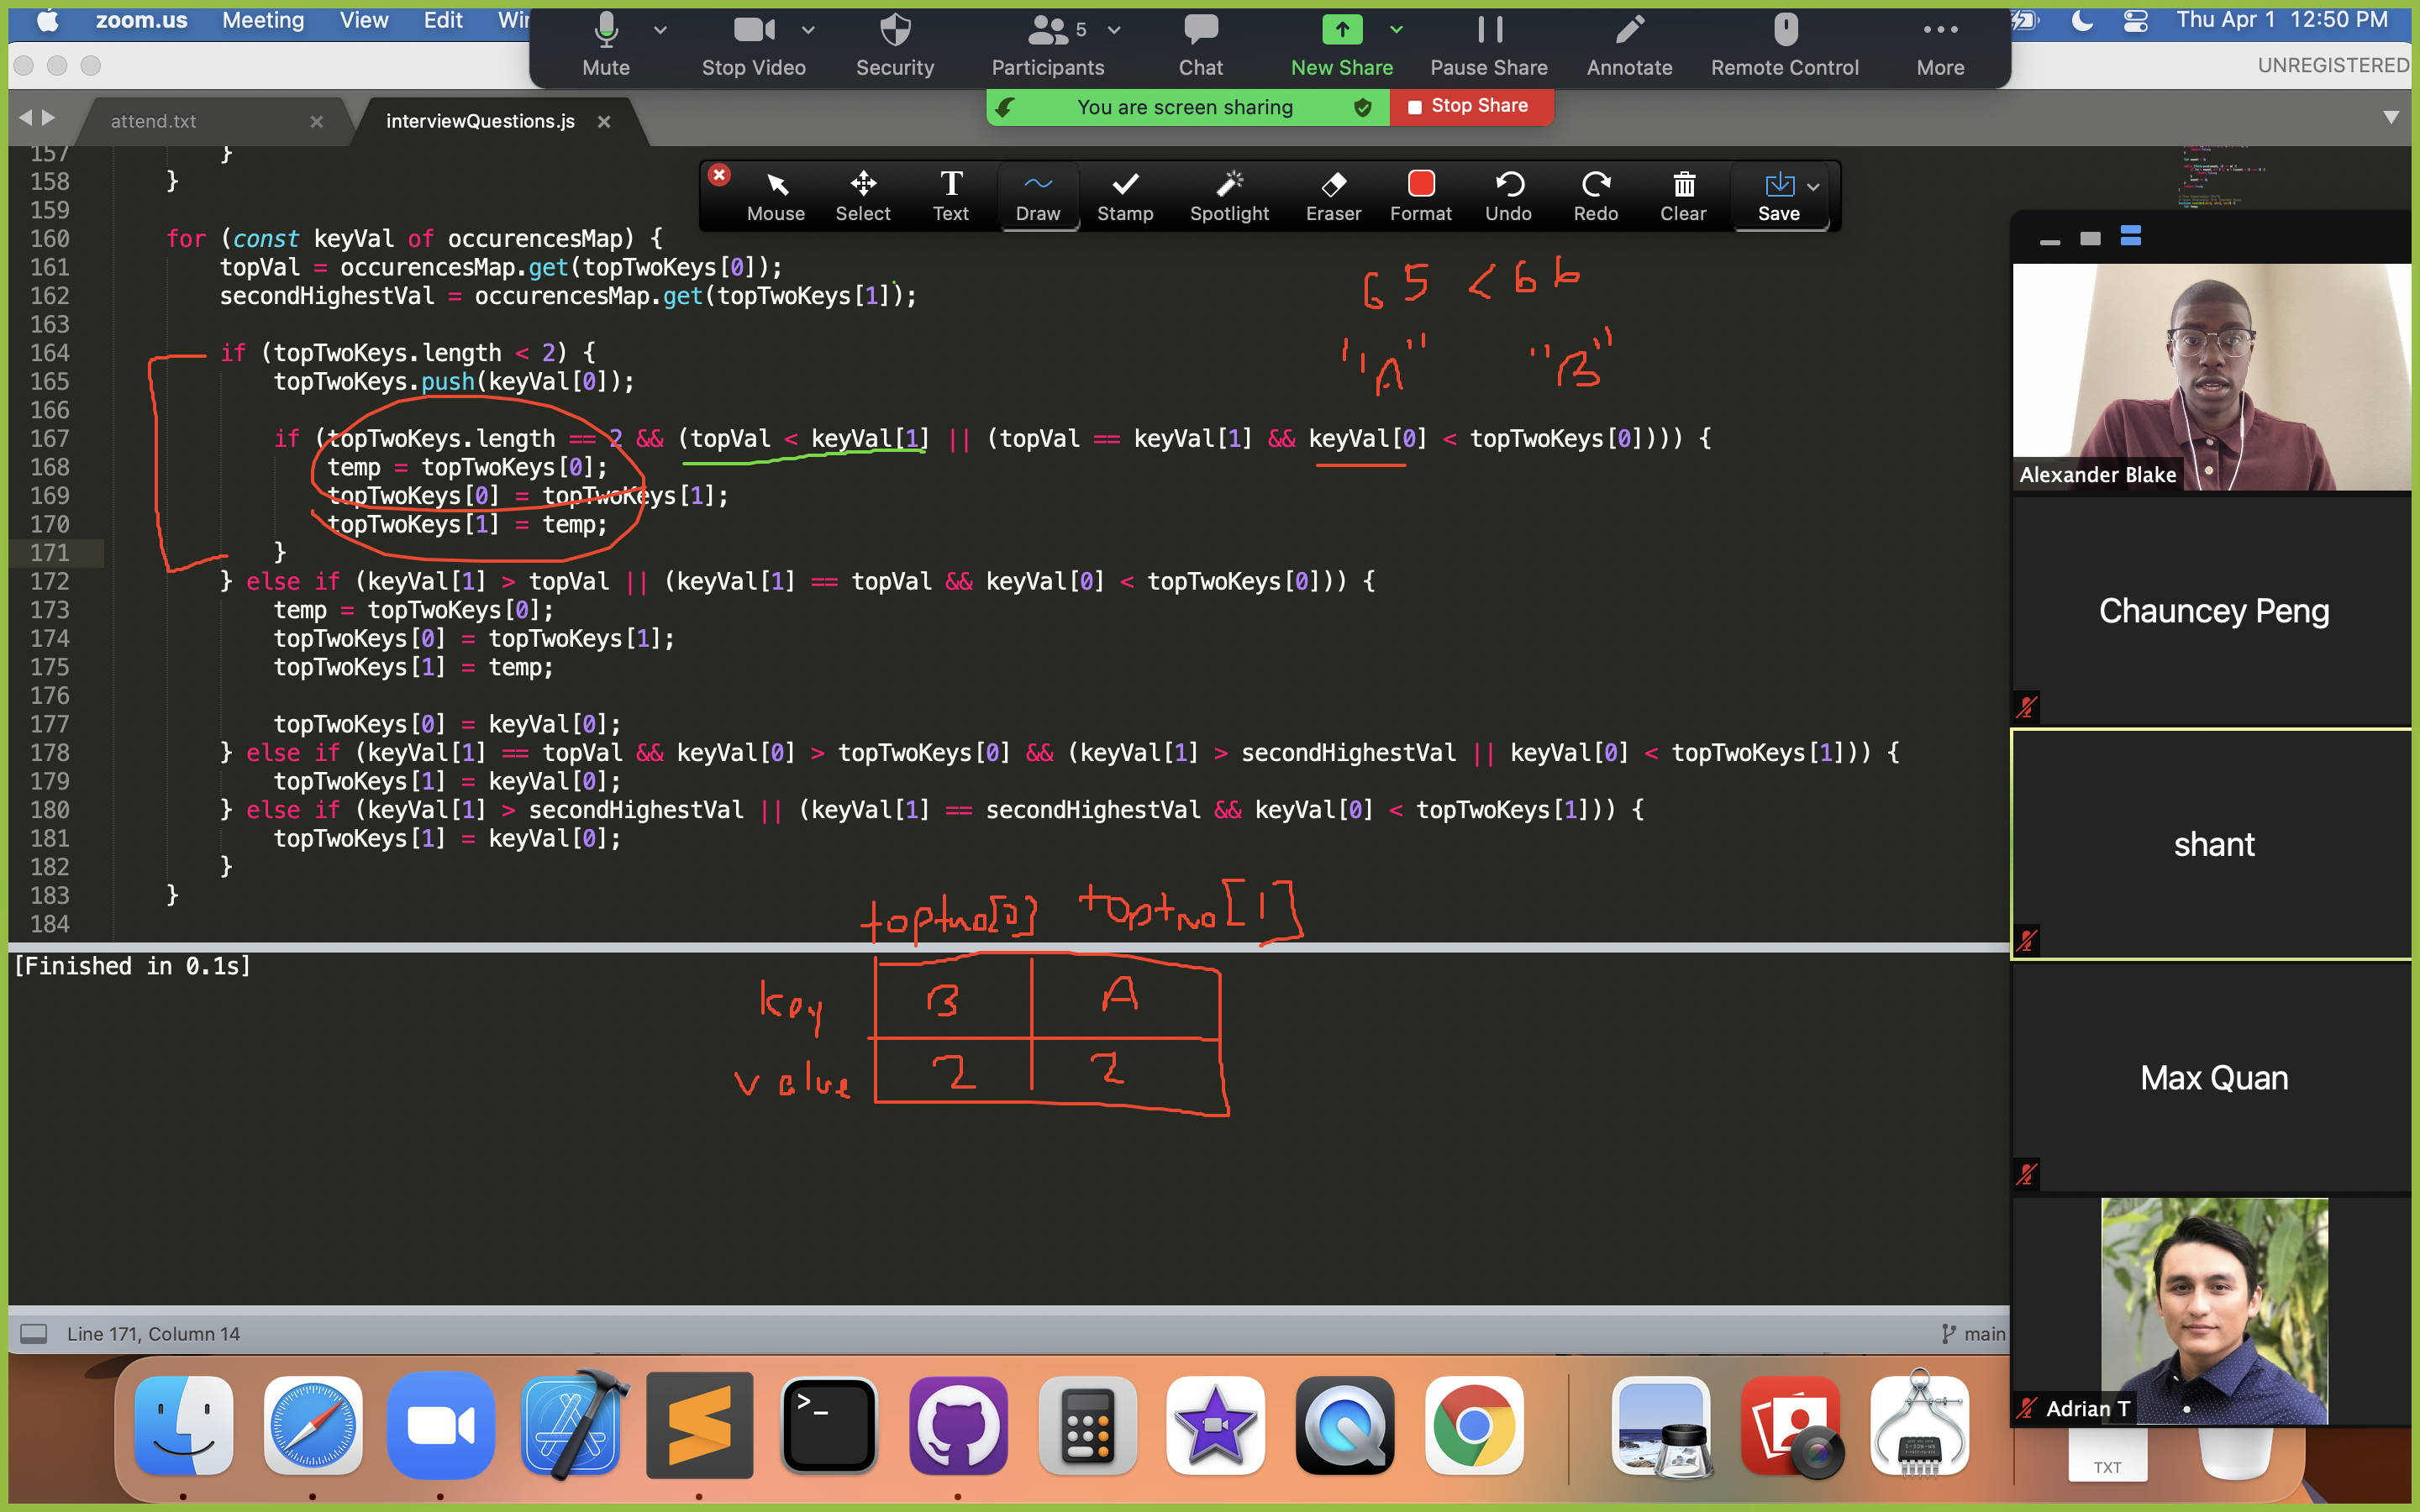 zoom.us Meeting View Edit Win
Thu Apr 1 12:50 PM
Mute Stop Video Security Participants 5 Chat New Share Pause Share Annotate Remote Control More
You are screen sharing Stop Share
UNREGISTERED
attend.txt interviewQuestions.js
Mouse Select Text Draw Stamp Spotlight Eraser Format Undo Redo Clear Save
157 }
158 }
159
160 for (const keyVal of occurencesMap) {
161 topVal = occurencesMap.get(topTwoKeys[0]);
162 secondHighestVal = occurencesMap.get(topTwoKeys[1]);
163
164 if (topTwoKeys.length < 2) {
165 topTwoKeys.push(keyVal[0]);
166
167 if (topTwoKeys.length == 2 && (topVal < keyVal[1] || (topVal == keyVal[1] && keyVal[0] < topTwoKeys[0]))) {
168 temp = topTwoKeys[0];
169 topTwoKeys[0] = topTwoKeys[1];
170 topTwoKeys[1] = temp;
171 }
172 } else if (keyVal[1] > topVal || (keyVal[1] == topVal && keyVal[0] < topTwoKeys[0])) {
173 temp = topTwoKeys[0];
174 topTwoKeys[0] = topTwoKeys[1];
175 topTwoKeys[1] = temp;
176
177 topTwoKeys[0] = keyVal[0];
178 } else if (keyVal[1] == topVal && keyVal[0] > topTwoKeys[0] && (keyVal[1] > secondHighestVal || keyVal[0] < topTwoKeys[1])) {
179 topTwoKeys[1] = keyVal[0];
180 } else if (keyVal[1] > secondHighestVal || (keyVal[1] == secondHighestVal && keyVal[0] < topTwoKeys[1])) {
181 topTwoKeys[1] = keyVal[0];
182 }
183 }
184
65 < 66
"A" "B"
toptwo[0] toptwo[1]
key B A
value 2 2
[Finished in 0.1s]
Alexander Blake
Chauncey Peng
shant
Max Quan
Adrian T
Line 171, Column 14
main
>_
TXT